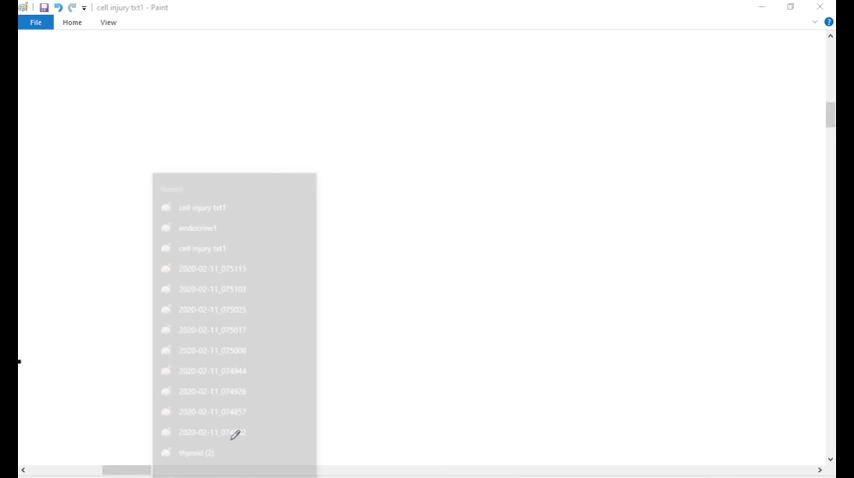 cell injury txt1 - Paint
File Home View
Recent
cell injury txt1
endocrine1
cell injury txt1
2020-02-11_075113
2020-02-11_075103
2020-02-11_075025
2020-02-11_075017
2020-02-11_075008
2020-02-11_074944
2020-02-11_074926
2020-02-11_074857
thyroid (2)